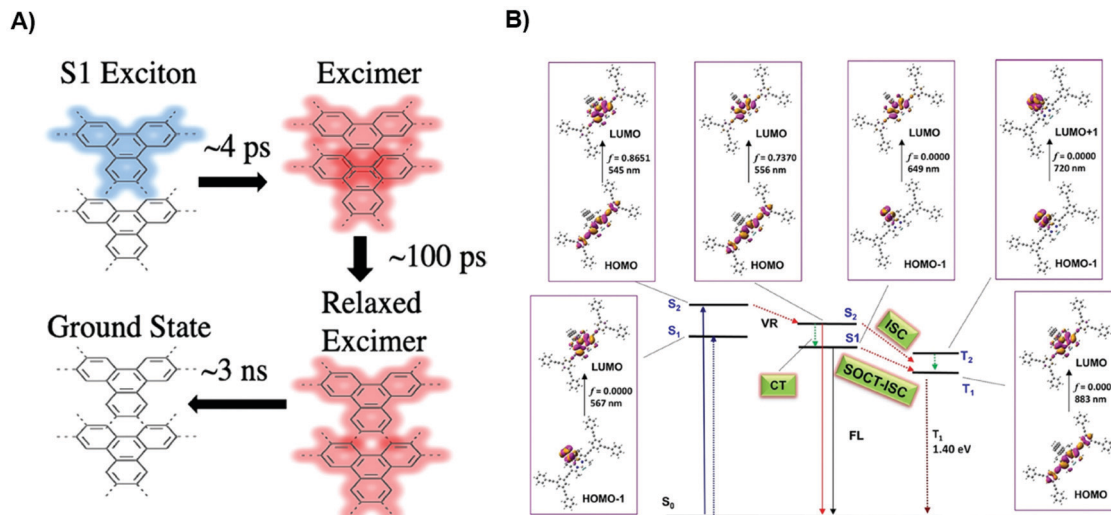 A)
S1 Exciton
Excimer
~4 ps
~100 ps
Ground State
Relaxed
Excimer
~3 ns
B)
LUMO
f = 0.8651
545 nm
HOMO
LUMO
f = 0.7370
556 nm
HOMO
LUMO
f = 0.0000
649 nm
HOMO-1
LUMO+1
f = 0.0000
720 nm
HOMO-1
LUMO
f = 0.0000
567 nm
HOMO-1
S2
S1
VR
S2
S1
CT
ISC
SOCT-ISC
T2
T1
FL
T1
1.40 eV
S0
LUMO
f = 0.000
883 nm
HOMO